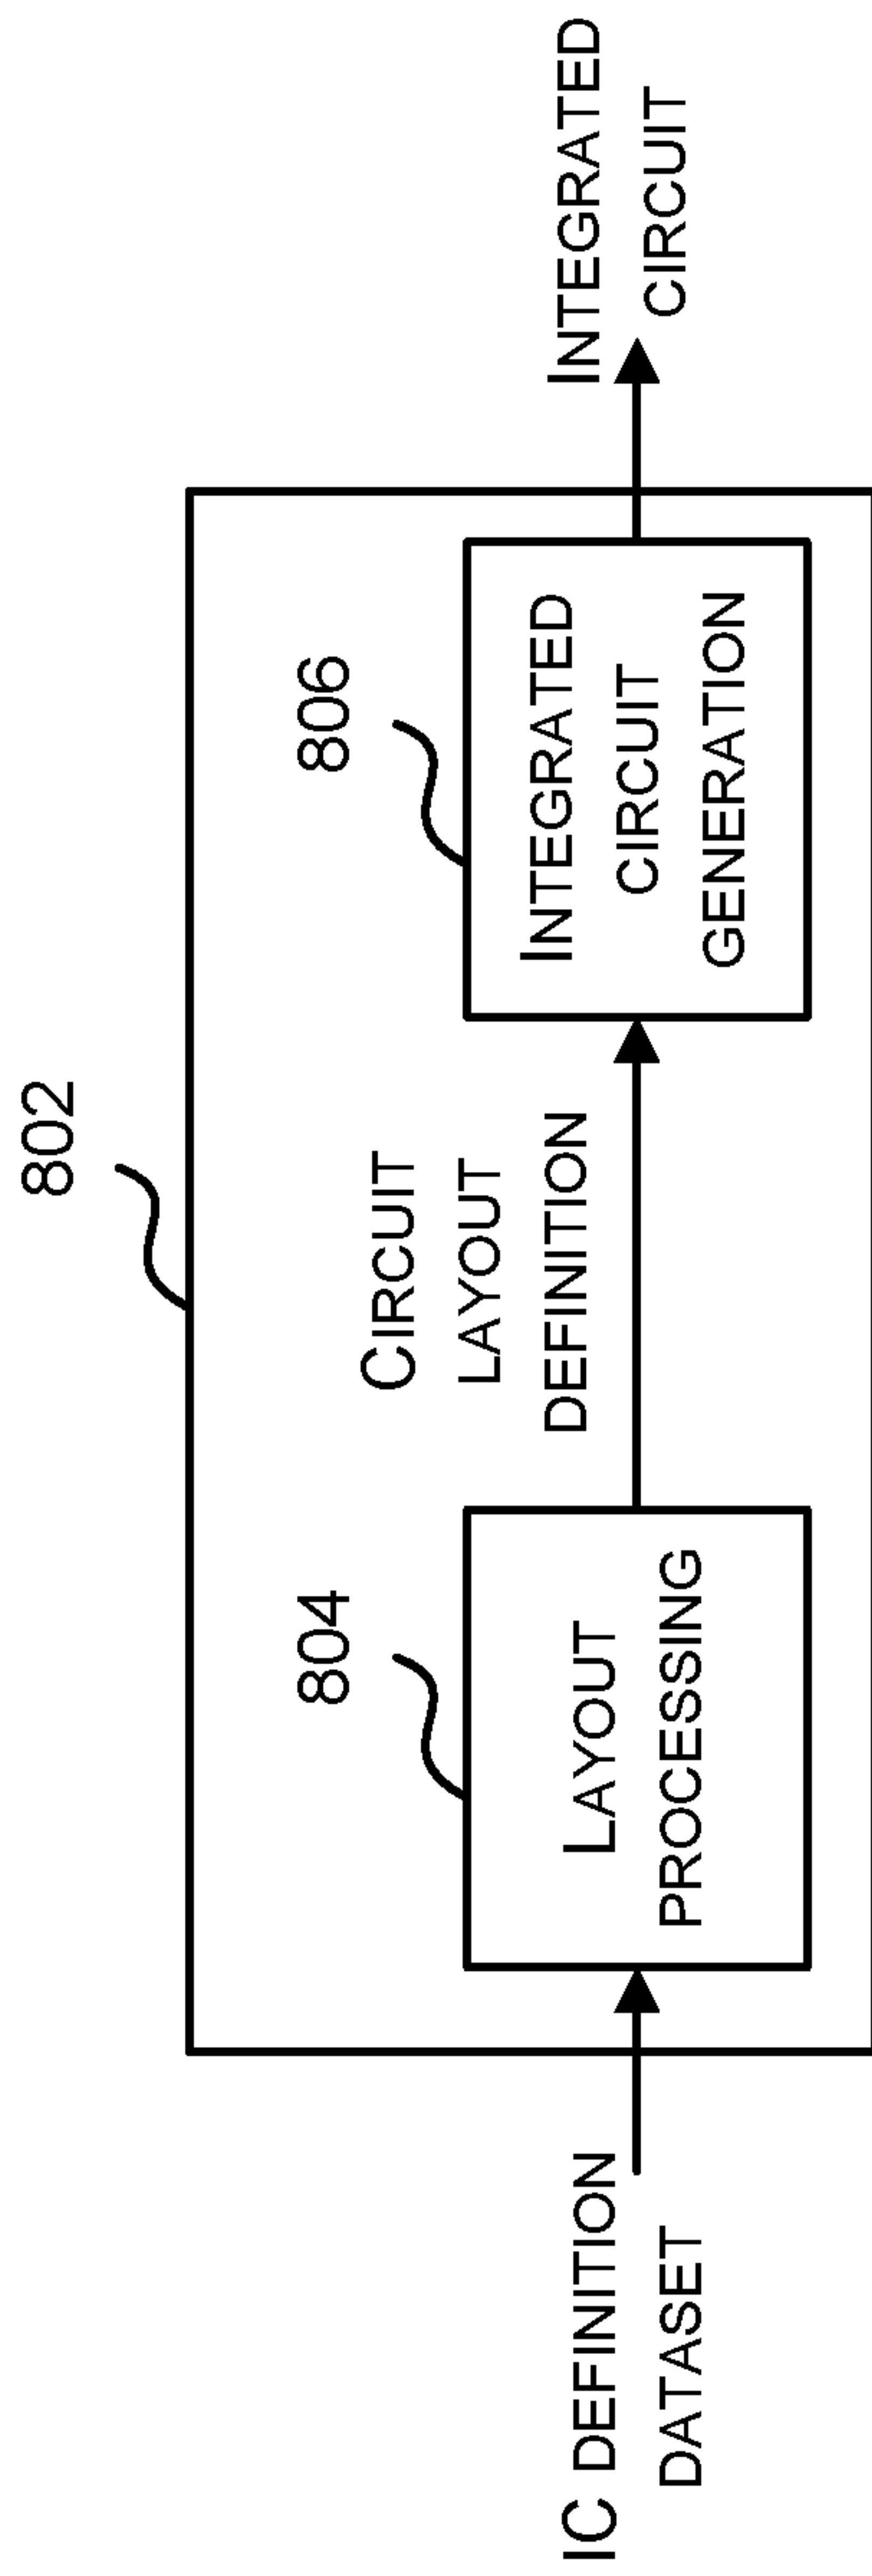 802
IC DEFINITION
DATASET
804
LAYOUT
PROCESSING
CIRCUIT
LAYOUT
DEFINITION
806
INTEGRATED
CIRCUIT
GENERATION
INTEGRATED
CIRCUIT